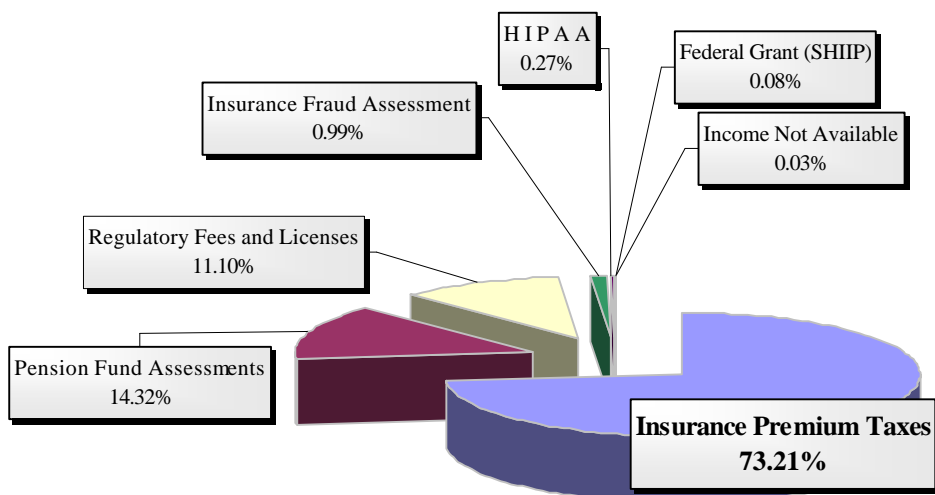 H I P A A
0.27%
Federal Grant (SHIIP)
0.08%
Insurance Fraud Assessment
0.99%
Income Not Available
0.03%
Regulatory Fees and Licenses
11.10%
Pension Fund Assessments
14.32%
Insurance Premium Taxes
73.21%